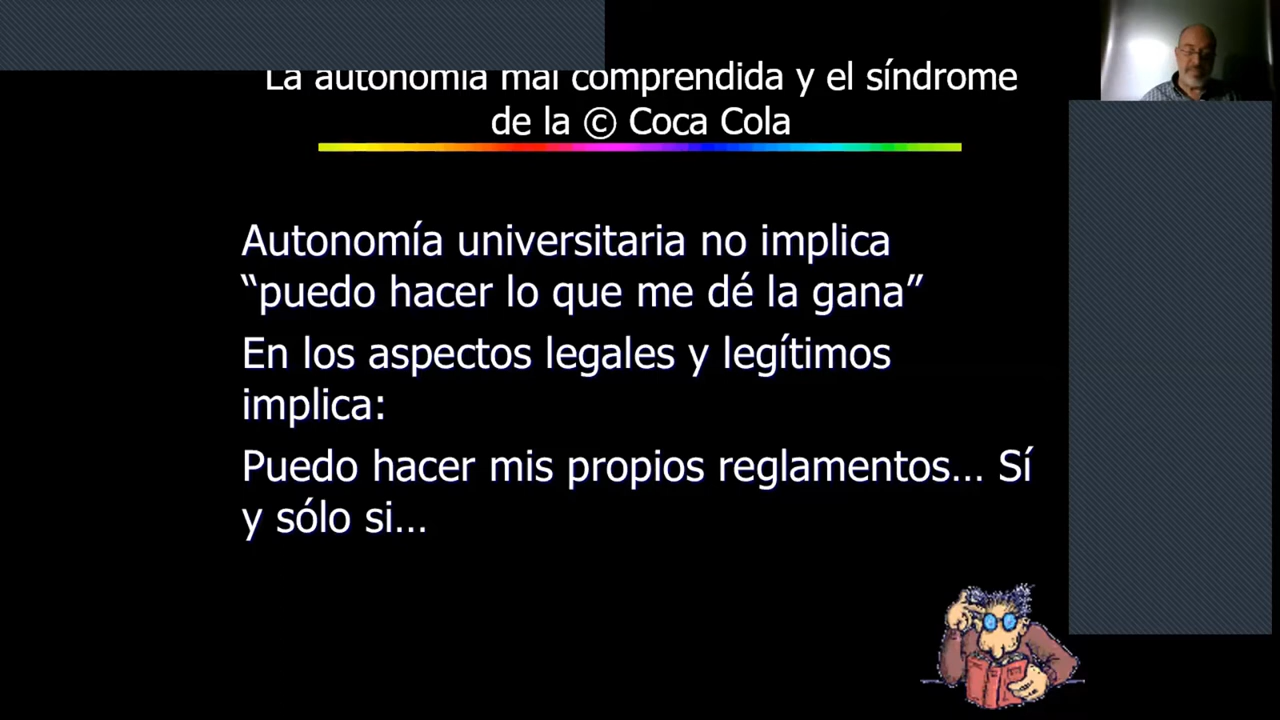 La autonomía mal comprendida y el síndrome
de la © Coca Cola
Autonomía universitaria no implica
“puedo hacer lo que me dé la gana”
En los aspectos legales y legítimos
implica:
Puedo hacer mis propios reglamentos... Sí
y sólo si...